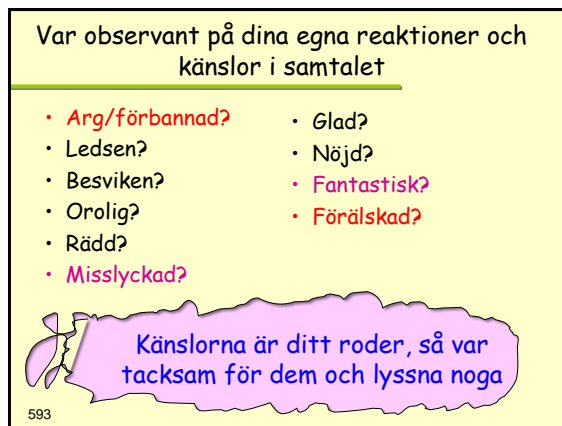 Var observant på dina egna reaktioner och
känslor i samtalet
• Arg/förbannad?
• Ledsen?
• Besviken?
• Orolig?
• Rädd?
• Misslyckad?
• Glad?
• Nöjd?
• Fantastisk?
• Förälskad?
Känslorna är ditt roder, så var
tacksam för dem och lyssna noga
593